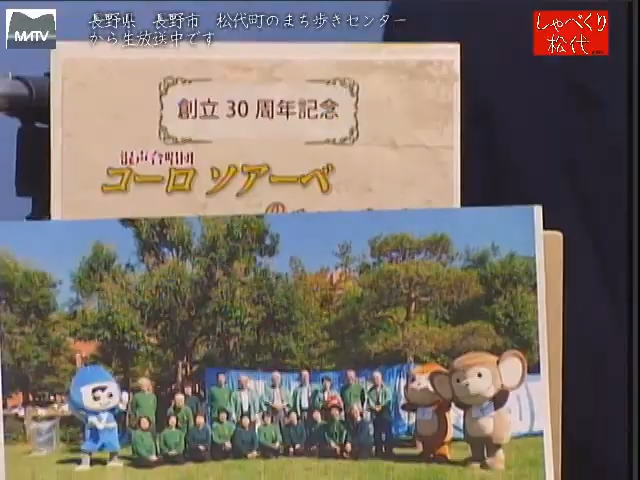 MATV
長野県　長野市　松代町のまち歩きセンター
から生放送中です
しゃべくり
松代
創立30周年記念
混声合唱団
コーロ ソアーベ
の